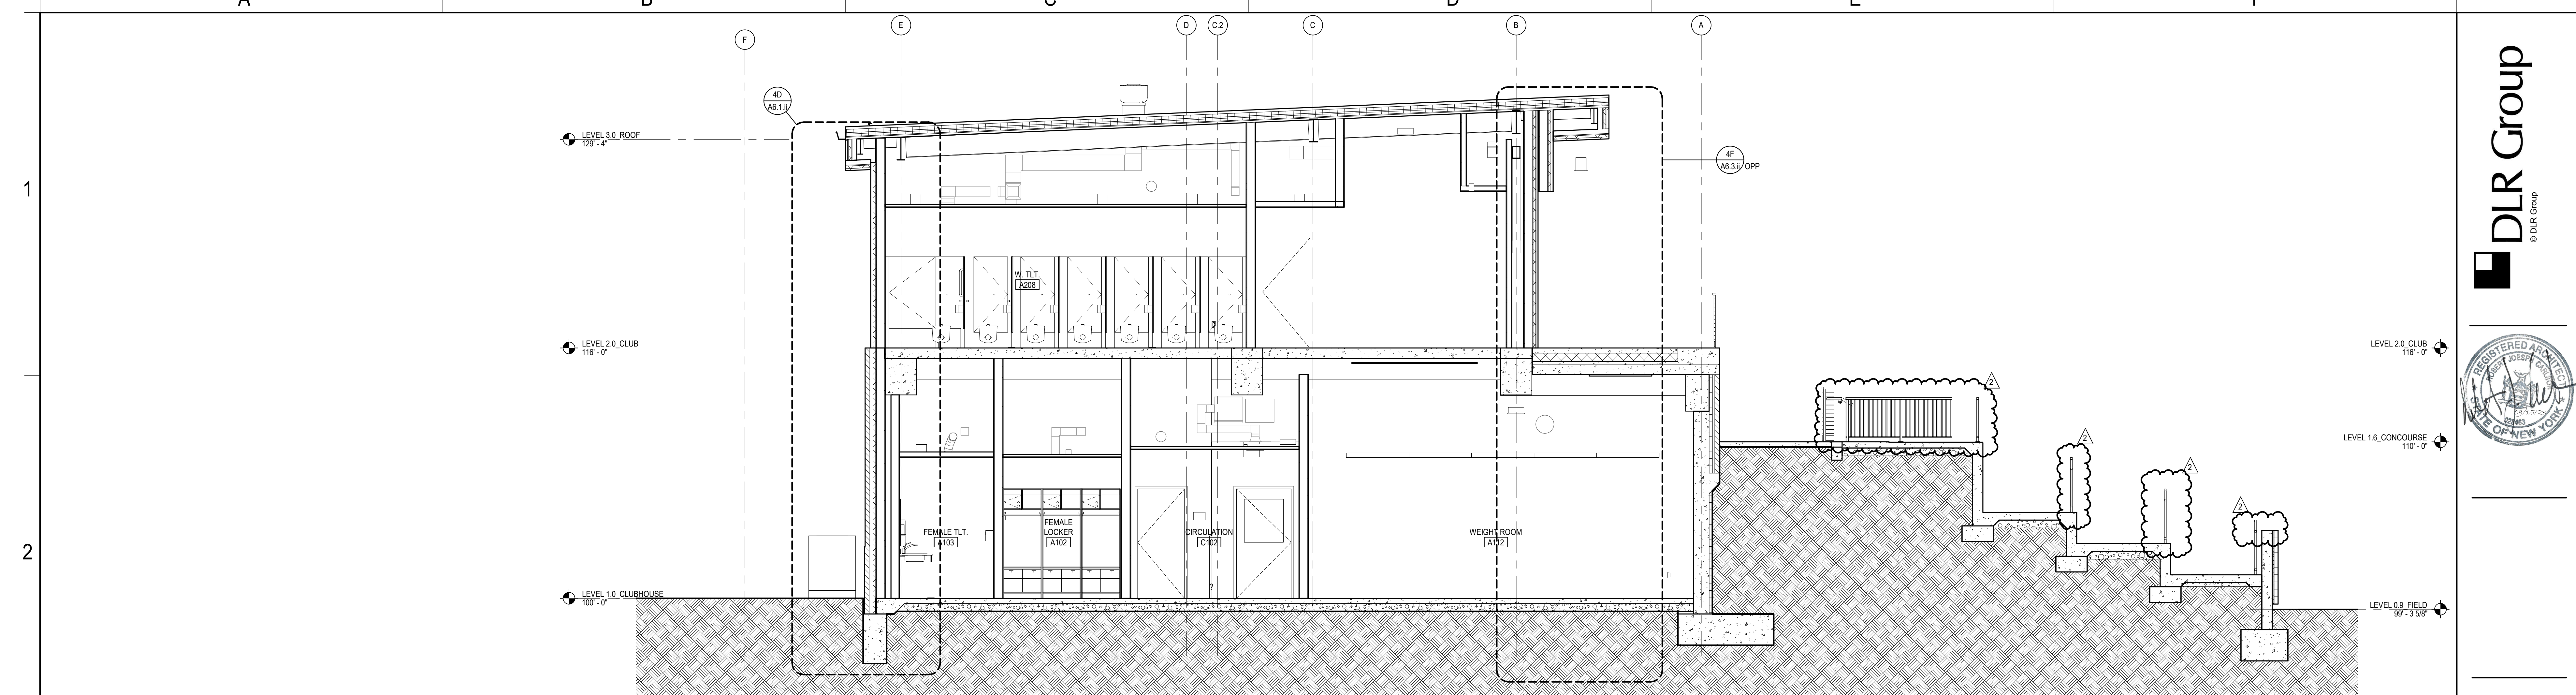 A
B
C
D
E
F
E
D
C.2
C
B
A
F
4D
A6.1.ii
LEVEL 3.0_ROOF
129' - 4"
4F
A6.3.ii/OPP
1
W. TLT.
A208
LEVEL 2.0_CLUB
116' - 0"
LEVEL 2.0_CLUB
116' - 0"
2
LEVEL 1.6_CONCOURSE
110' - 0"
2
2
2
FEMALE TLT.
A103
FEMALE
LOCKER
A102
CIRCULATION
C102
WEIGHT ROOM
A112
2
?
LEVEL 1.0_CLUBHOUSE
100' - 0"
LEVEL 0.9_FIELD
99' - 3 5/8"
DLR Group
© DLR Group
REGISTERED ARCHITECT
STATE OF NEW YORK